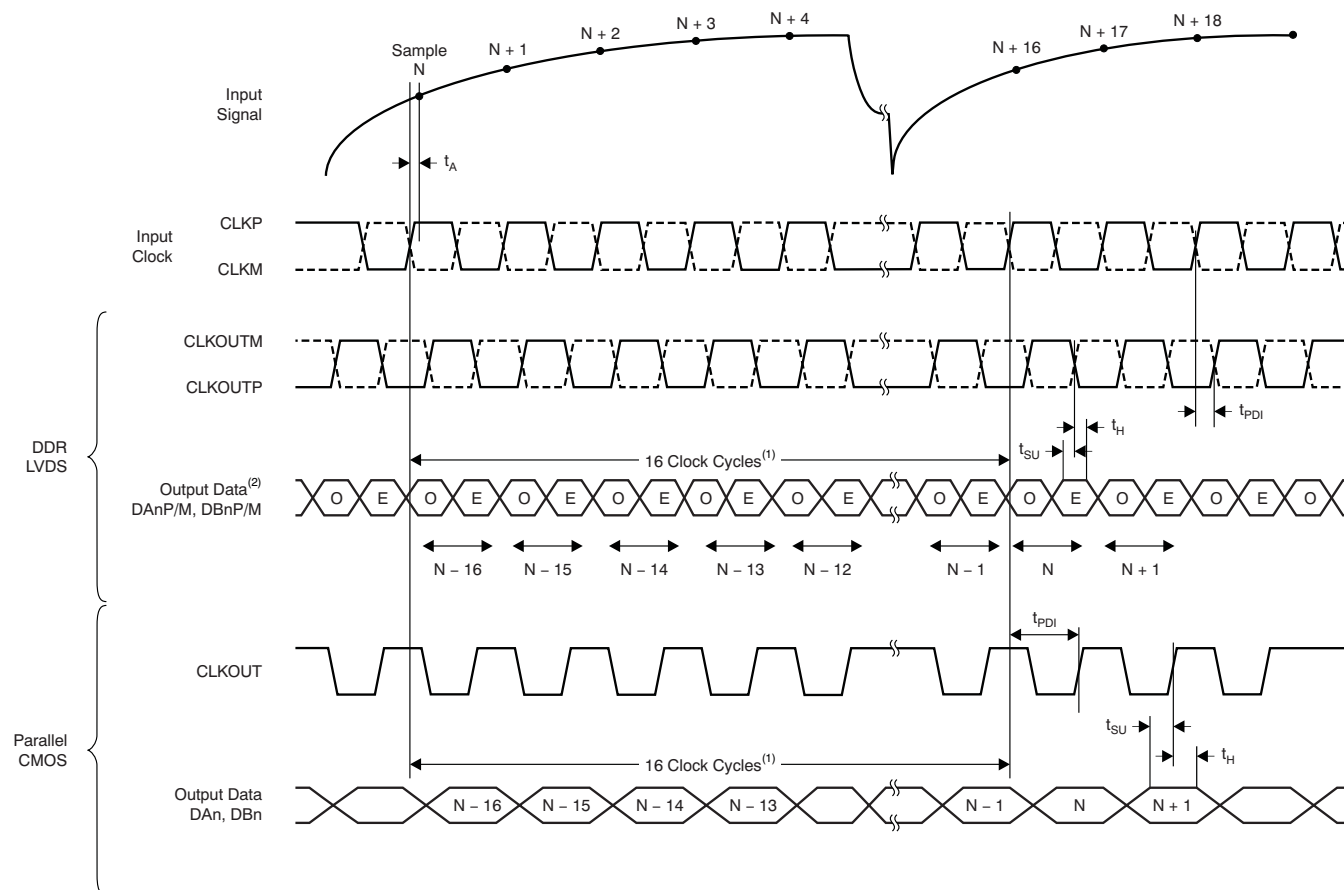 Sample
N
N + 1
N + 2
N + 3
N + 4
N + 16
N + 17
N + 18
Input
Signal
tA
CLKP
Input
Clock
CLKM
CLKOUTM
CLKOUTP
tPDI
tH
tSU
DDR
LVDS
16 Clock Cycles(1)
Output Data(2)
DAnP/M, DBnP/M
O E O E O E O E O E O E O E O E O E O E O E O
N – 16 N – 15 N – 14 N – 13 N – 12 N – 1 N N + 1
tPDI
CLKOUT
tSU
tH
Parallel
CMOS
16 Clock Cycles(1)
Output Data
DAn, DBn
N – 16 N – 15 N – 14 N – 13 N – 1 N N + 1